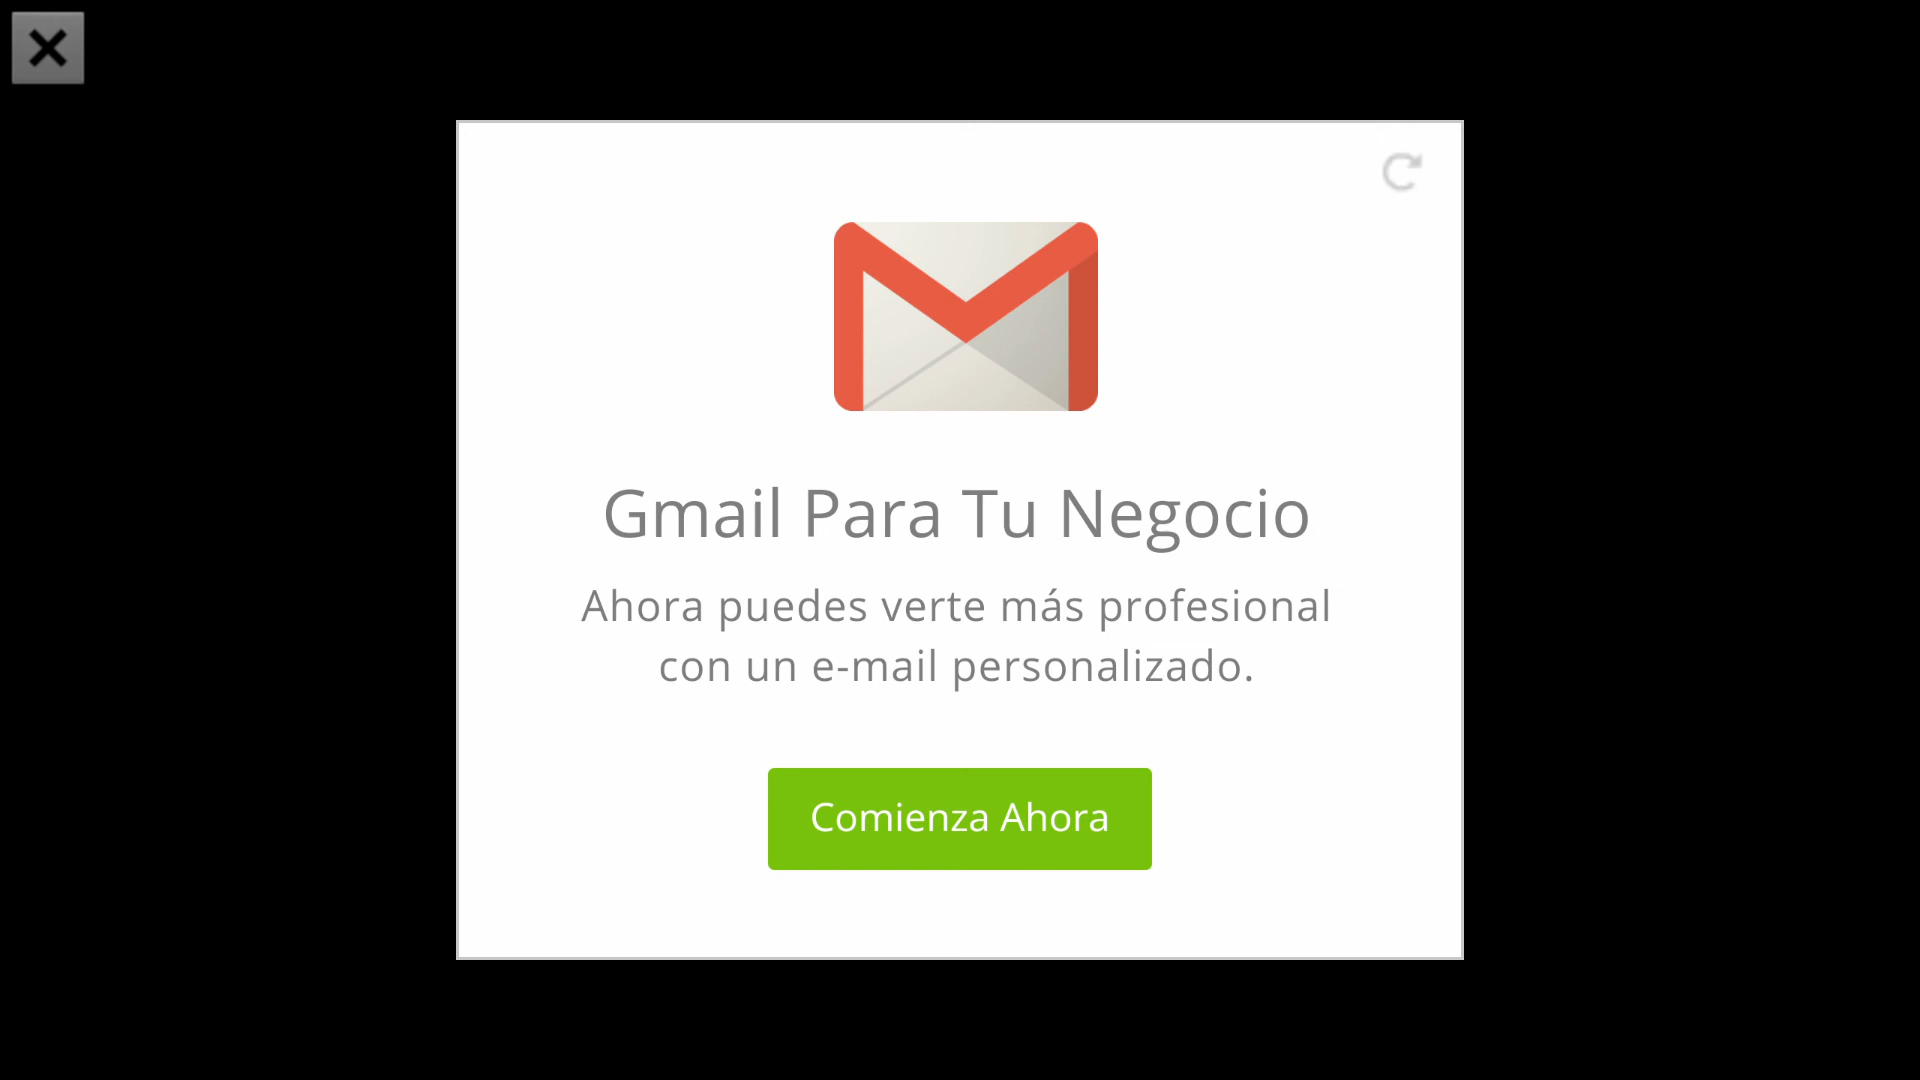 Gmail Para Tu Negocio
Ahora puedes verte más profesional
con un e-mail personalizado.
Comienza Ahora